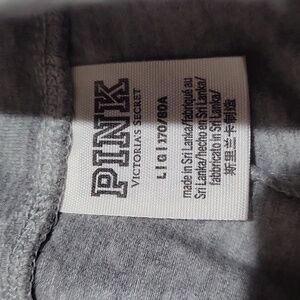 PINK
VICTORIA'S SECRET
L | G | 170/80A
made in Sri Lanka/fabriqué au
Sri Lanka/hecho en Sri Lanka/
fabbricato in Sri Lanka/
斯里兰卡制造